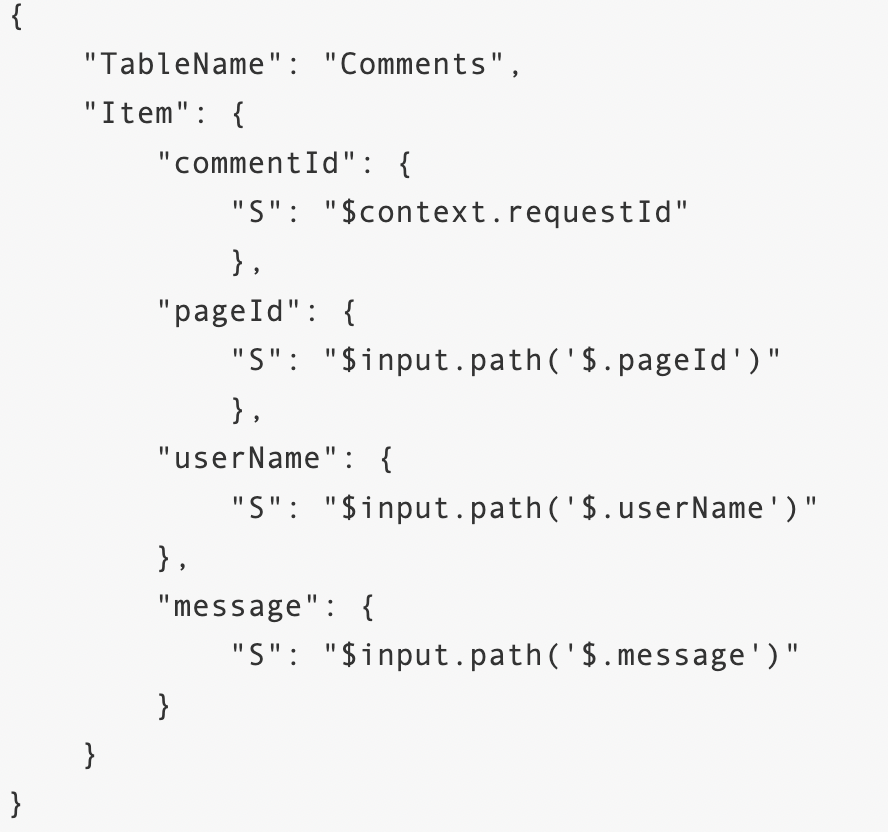 {
    "TableName": "Comments",
    "Item": {
        "commentId": {
            "S": "$context.requestId"
            },
        "pageId": {
            "S": "$input.path('$.pageId')"
            },
        "userName": {
            "S": "$input.path('$.userName')"
        },
        "message": {
            "S": "$input.path('$.message')"
        }
    }
}